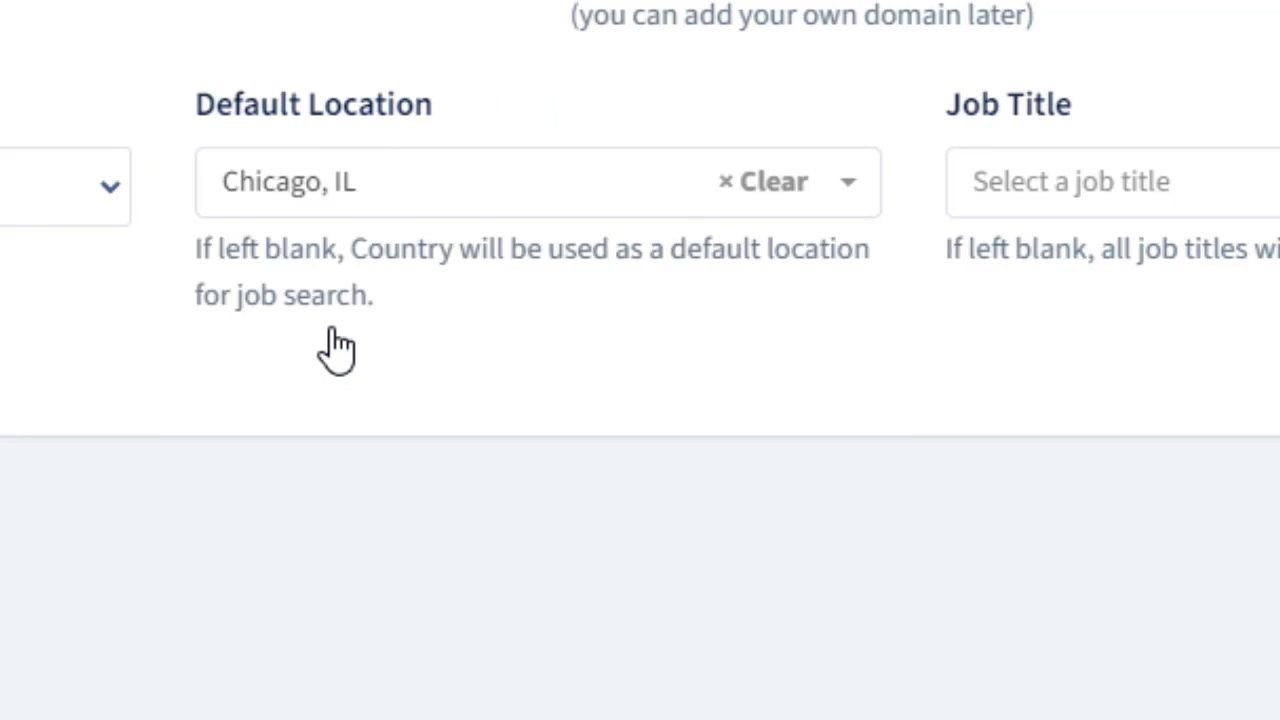 (you can add your own domain later)
Default Location
Chicago, IL
× Clear
If left blank, Country will be used as a default location
for job search.
Job Title
Select a job title
If left blank, all job titles wi